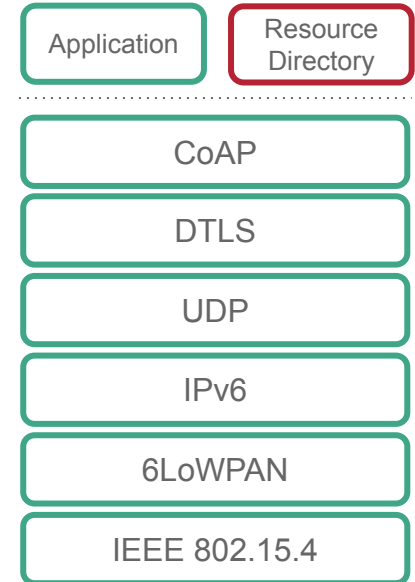 Application
Resource
Directory
CoAP
DTLS
UDP
IPv6
6LoWPAN
IEEE 802.15.4